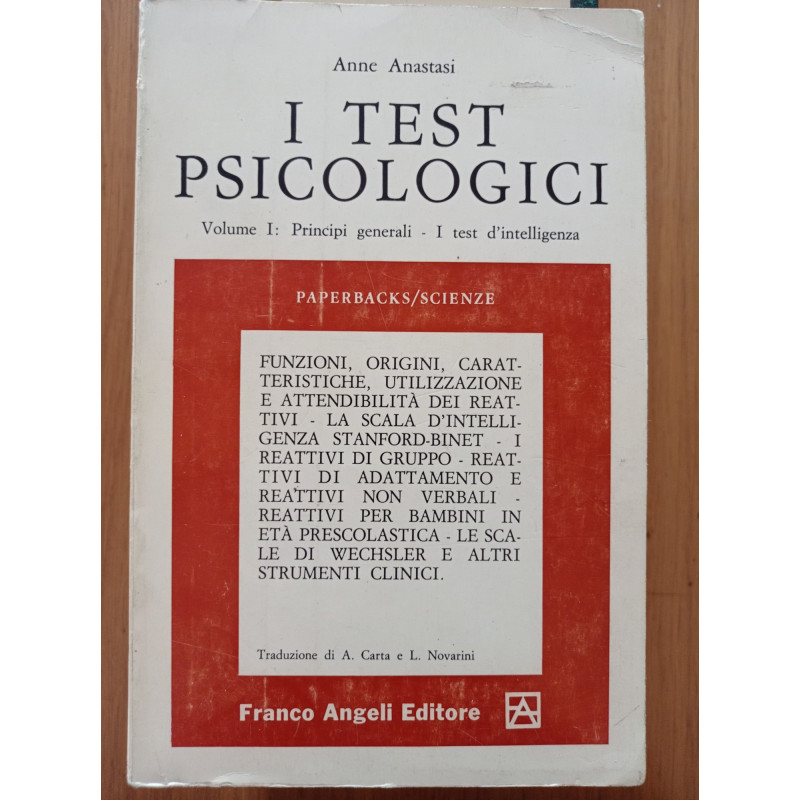 Anne Anastasi
I TEST
PSICOLOGICI
Volume I: Principi generali - I test d'intelligenza
PAPERBACKS/SCIENZE
FUNZIONI, ORIGINI, CARAT-
TERISTICHE, UTILIZZAZIONE
E ATTENDIBILITÀ DEI REAT-
TIVI - LA SCALA D'INTELLI-
GENZA STANFORD-BINET - I
REATTIVI DI GRUPPO - REAT-
TIVI DI ADATTAMENTO E
REATTIVI NON VERBALI -
REATTIVI PER BAMBINI IN
ETÀ PRESCOLASTICA - LE SCA-
LE DI WECHSLER E ALTRI
STRUMENTI CLINICI.
Traduzione di A. Carta e L. Novarini
Franco Angeli Editore FA